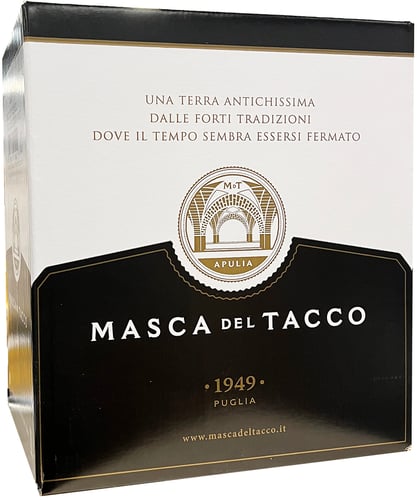 UNA TERRA ANTICHISSIMA
DALLE FORTI TRADIZIONI
DOVE IL TEMPO SEMBRA ESSERSI FERMATO
MDT
APULIA
MASCA DEL TACCO
• 1949 •
PUGLIA
www.mascadeltacco.it